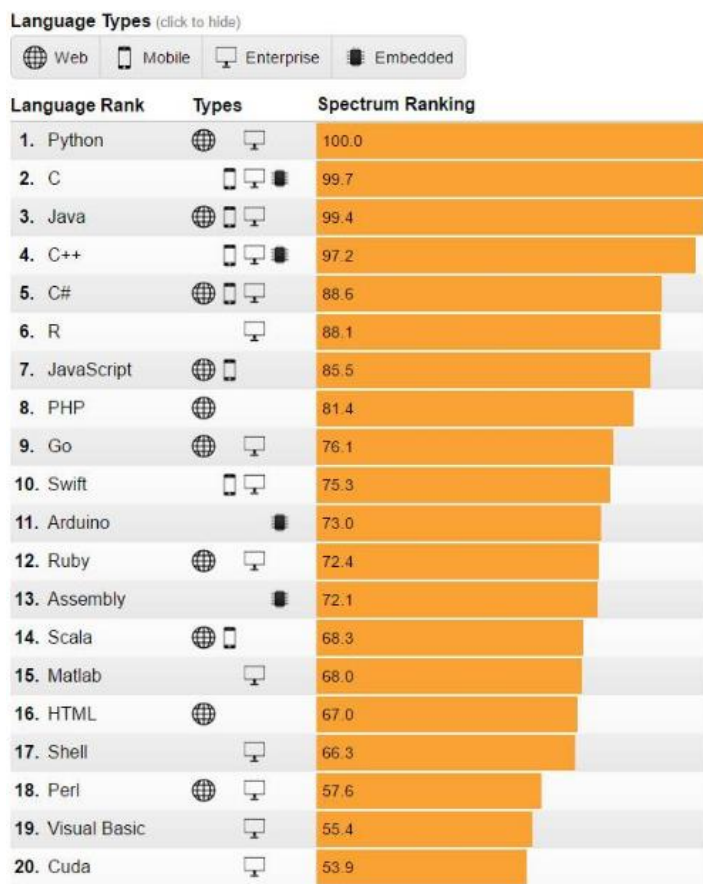 Language Types (click to hide)
Web Mobile Enterprise Embedded
Language Rank Types Spectrum Ranking
1. Python 100.0
2. C 99.7
3. Java 99.4
4. C++ 97.2
5. C# 88.6
6. R 88.1
7. JavaScript 85.5
8. PHP 81.4
9. Go 76.1
10. Swift 75.3
11. Arduino 73.0
12. Ruby 72.4
13. Assembly 72.1
14. Scala 68.3
15. Matlab 68.0
16. HTML 67.0
17. Shell 66.3
18. Perl 57.6
19. Visual Basic 55.4
20. Cuda 53.9